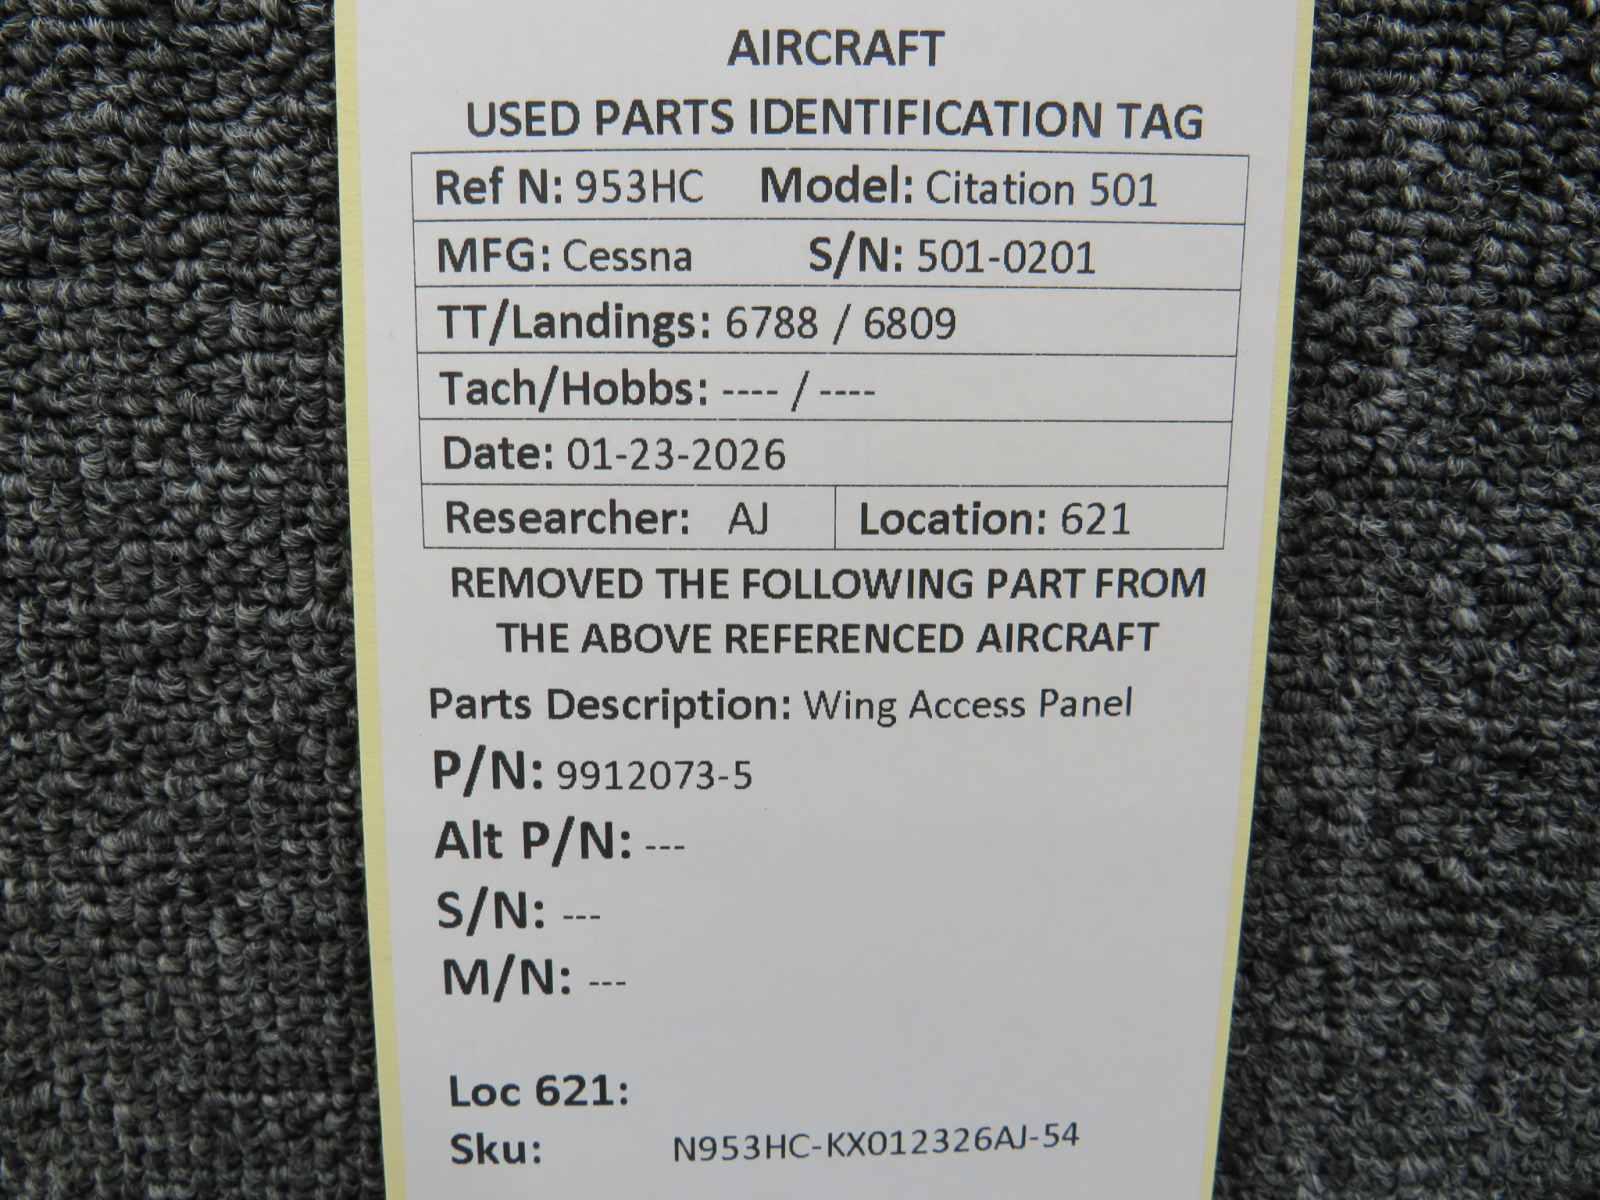 AIRCRAFT
USED PARTS IDENTIFICATION TAG
Ref N: 953HC Model: Citation 501
MFG: Cessna S/N: 501-0201
TT/Landings: 6788 / 6809
Tach/Hobbs: ---- / ----
Date: 01-23-2026
Researcher: AJ Location: 621
REMOVED THE FOLLOWING PART FROM
THE ABOVE REFERENCED AIRCRAFT
Parts Description: Wing Access Panel
P/N: 9912073-5
Alt P/N: ---
S/N: ---
M/N: ---
Loc 621:
Sku: N953HC-KX012326AJ-54